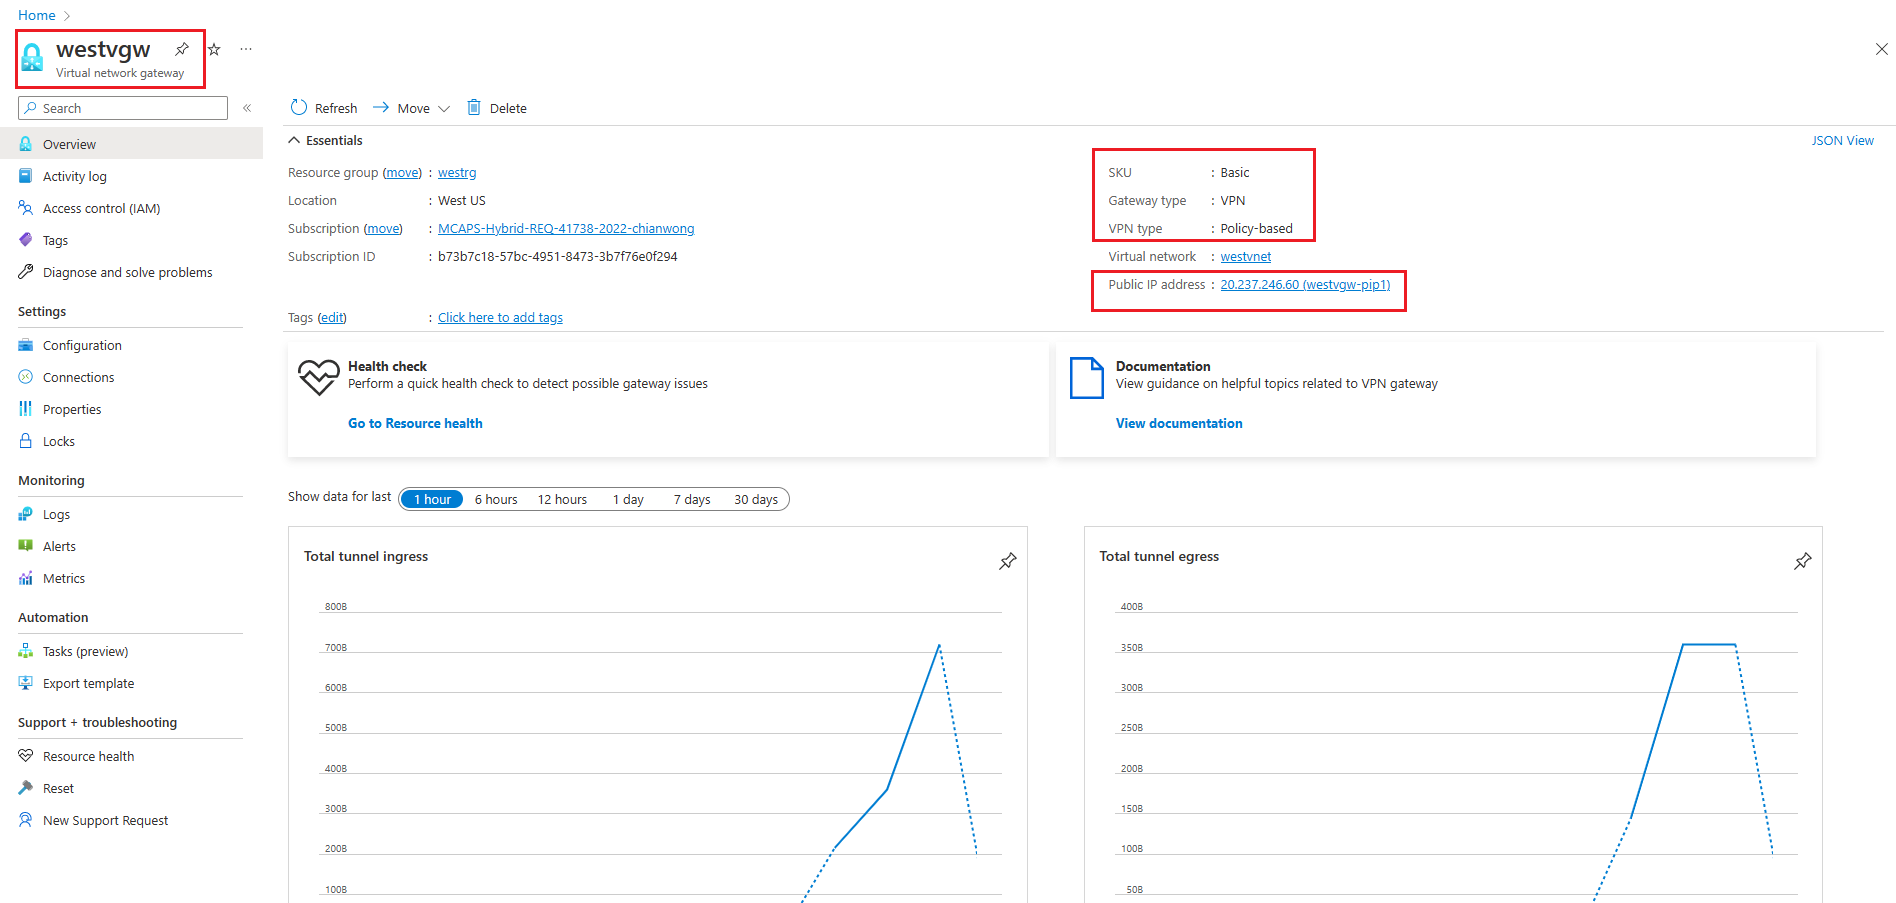 Home
westvgw
Virtual network gateway
Search
Refresh Move Delete
Overview
Activity log
Access control (IAM)
Tags
Diagnose and solve problems
Settings
Configuration
Connections
Properties
Locks
Monitoring
Logs
Alerts
Metrics
Automation
Tasks (preview)
Export template
Support + troubleshooting
Resource health
Reset
New Support Request
Essentials
JSON View
Resource group (move) : westrg
Location : West US
Subscription (move) : MCAPS-Hybrid-REQ-41738-2022-chianwong
Subscription ID : b73b7c18-57bc-4951-8473-3b7f76e0f294
Tags (edit) : Click here to add tags
SKU : Basic
Gateway type : VPN
VPN type : Policy-based
Virtual network : westvnet
Public IP address : 20.237.246.60 (westvgw-pip1)
Health check
Perform a quick health check to detect possible gateway issues
Go to Resource health
Documentation
View guidance on helpful topics related to VPN gateway
View documentation
Show data for last 1 hour 6 hours 12 hours 1 day 7 days 30 days
Total tunnel ingress
800B
700B
600B
500B
400B
300B
200B
100B
Total tunnel egress
400B
350B
300B
250B
200B
150B
100B
50B